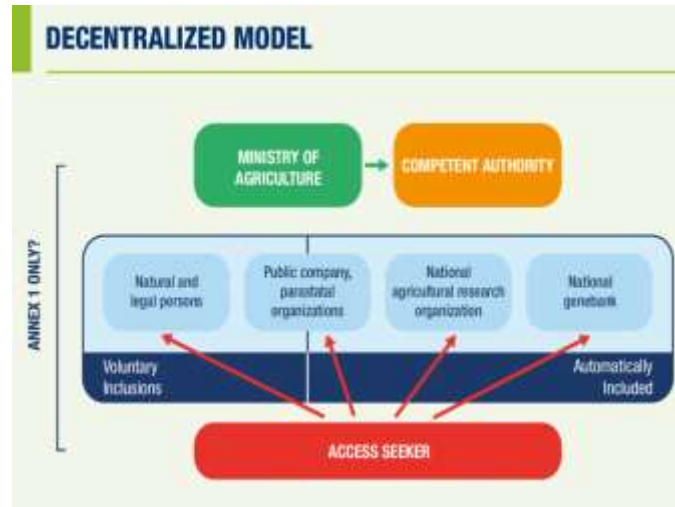 DECENTRALIZED MODEL
MINISTRY OF
AGRICULTURE
COMPETENT AUTHORITY
ANNEX 1 ONLY?
Natural and
legal persons
Public company,
parastatal
organizations
National
agricultural research
organization
National
genebank
Voluntary
Inclusions
Automatically
Included
ACCESS SEEKER